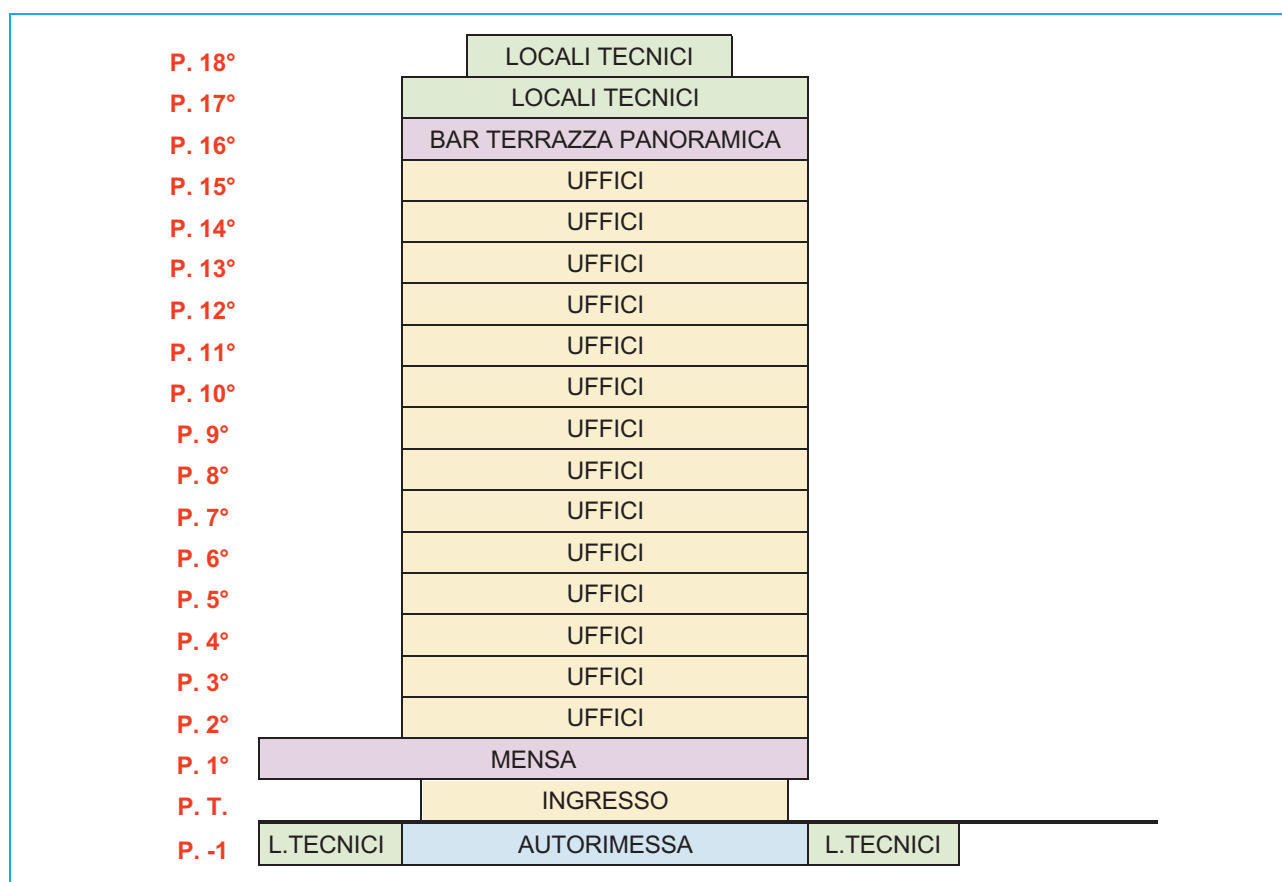 P. 18° LOCALI TECNICI
P. 17° LOCALI TECNICI
P. 16° BAR TERRAZZA PANORAMICA
P. 15° UFFICI
P. 14° UFFICI
P. 13° UFFICI
P. 12° UFFICI
P. 11° UFFICI
P. 10° UFFICI
P. 9° UFFICI
P. 8° UFFICI
P. 7° UFFICI
P. 6° UFFICI
P. 5° UFFICI
P. 4° UFFICI
P. 3° UFFICI
P. 2° UFFICI
P. 1° MENSA
P. T. INGRESSO
P. -1 L.TECNICI AUTORIMESSA L.TECNICI